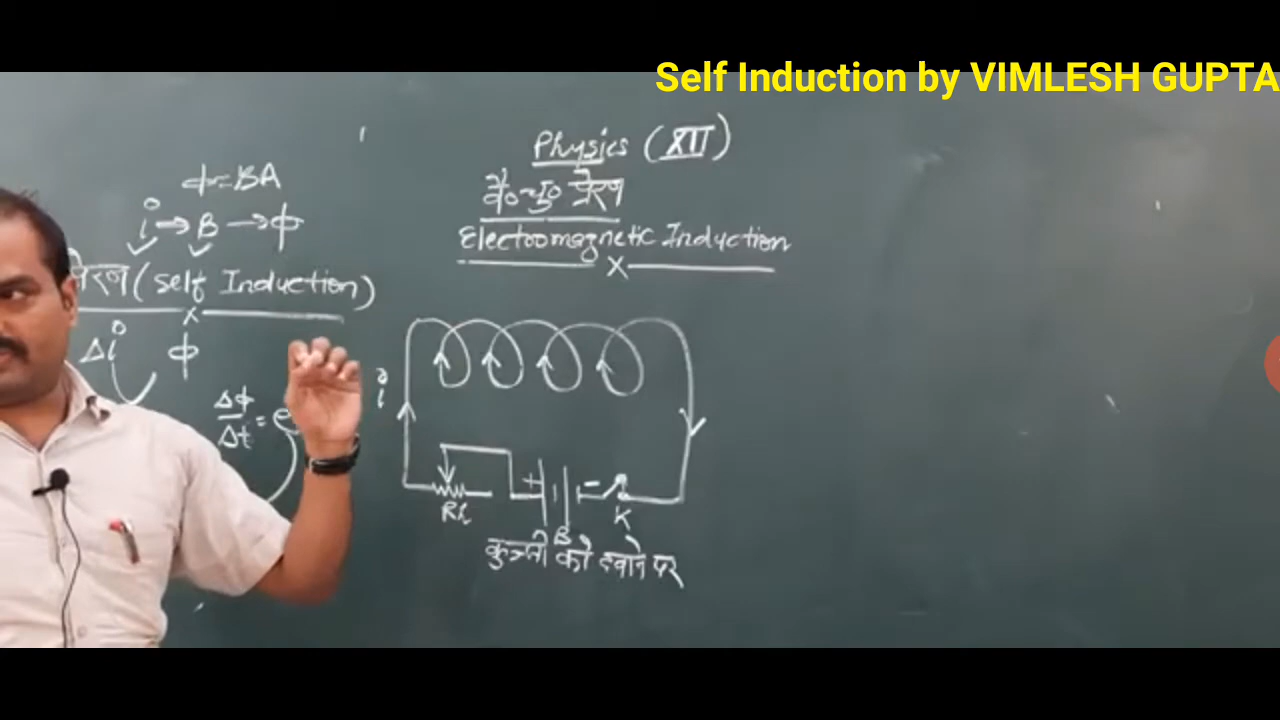 Self Induction by VIMLESH GUPTA
Physics (XII)
वै०चु० प्रेरण
Electromagnetic Induction
x
ϕ=BA
i → B → ϕ
(Self Induction)
x
Δi ϕ
Δϕ/Δt = e
i
+ -
Rh
B
K
कुन्जी को दबाने पर